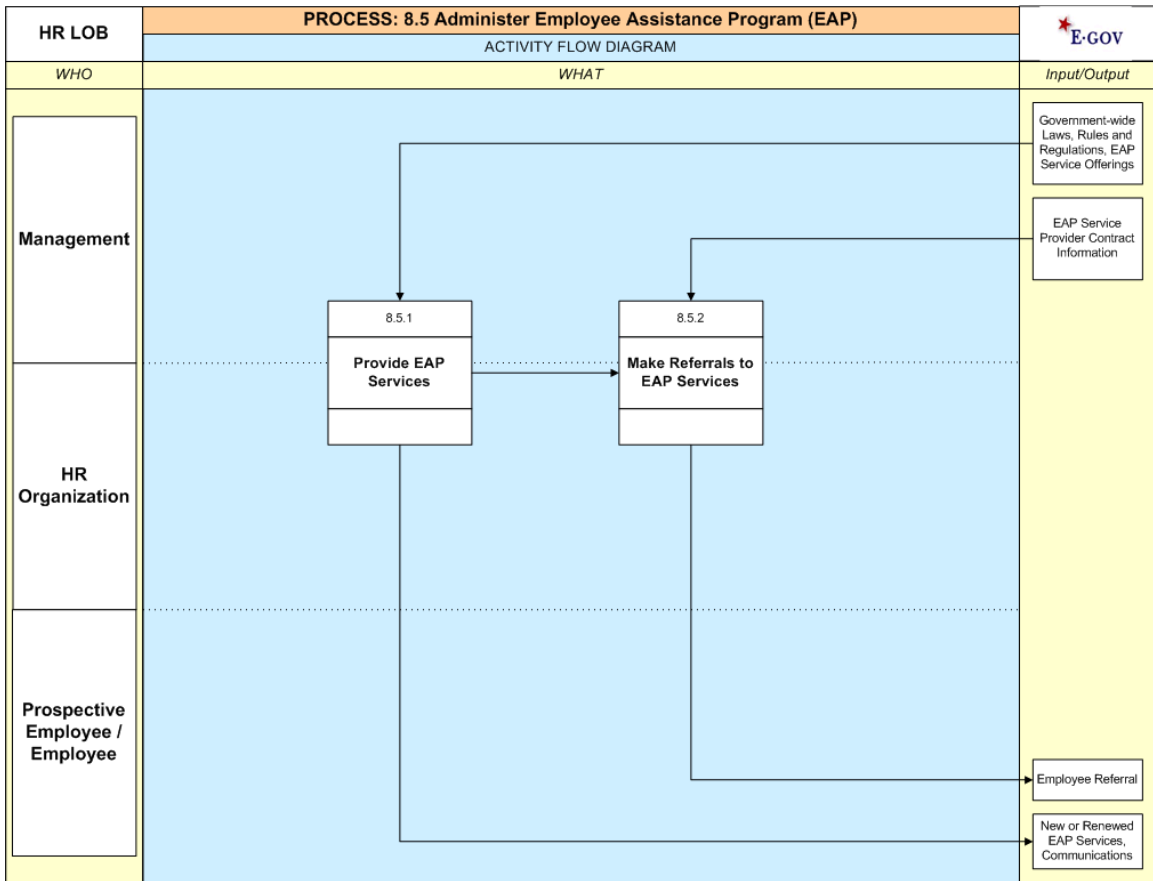 HR LOB
PROCESS: 8.5 Administer Employee Assistance Program (EAP)
ACTIVITY FLOW DIAGRAM
E·GOV
WHO
WHAT
Input/Output
Government-wide
Laws, Rules and
Regulations, EAP
Service Offerings
Management
EAP Service
Provider Contract
Information
8.5.1
Provide EAP
Services
8.5.2
Make Referrals to
EAP Services
HR
Organization
Prospective
Employee /
Employee
Employee Referral
New or Renewed
EAP Services,
Communications